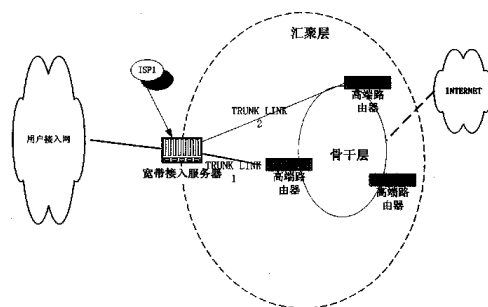 汇聚层
ISP1
高端路
由器
INTERNET
TRUNK LINK
2
用户接入网
骨干层
宽带接入服务器
TRUNK LINK
1
高端路
由器
高端路
由器